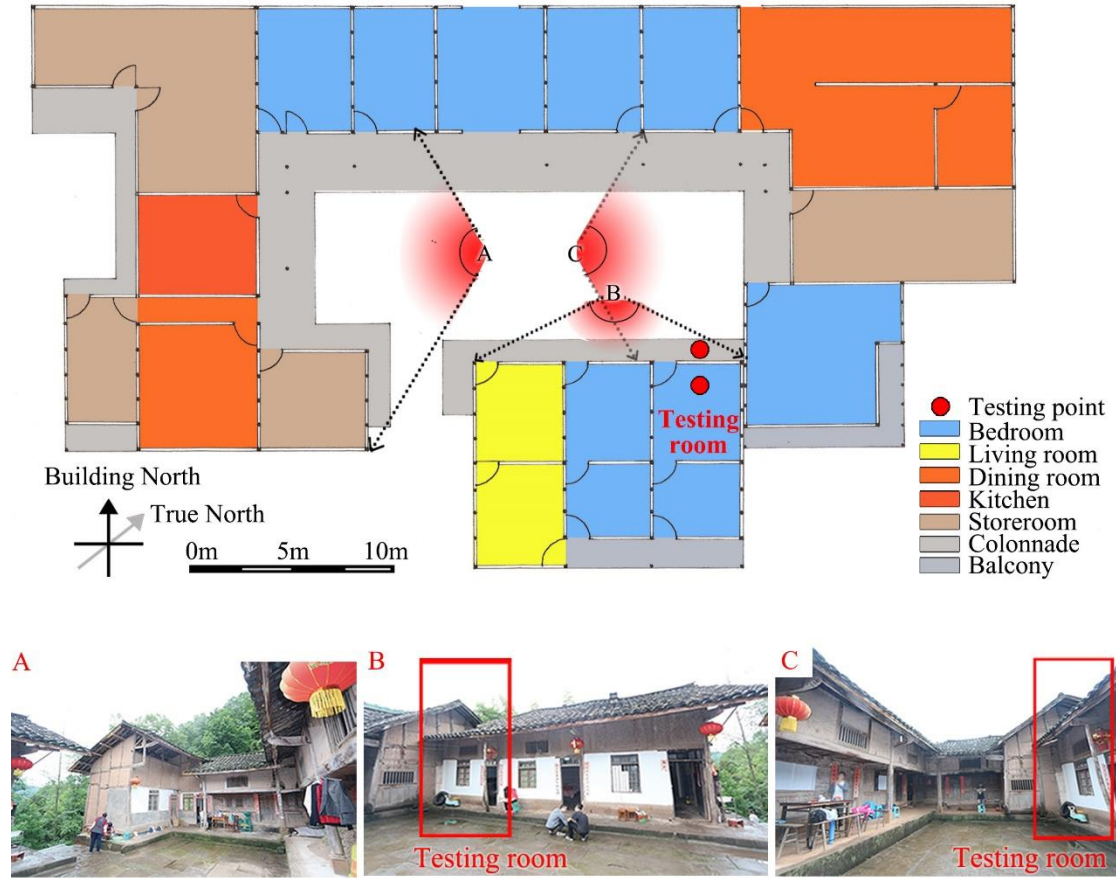 A
C
B
Testing
room
Building North
True North
0m 5m 10m
Testing point
Bedroom
Living room
Dining room
Kitchen
Storeroom
Colonnade
Balcony
A
B
C
Testing room
Testing room